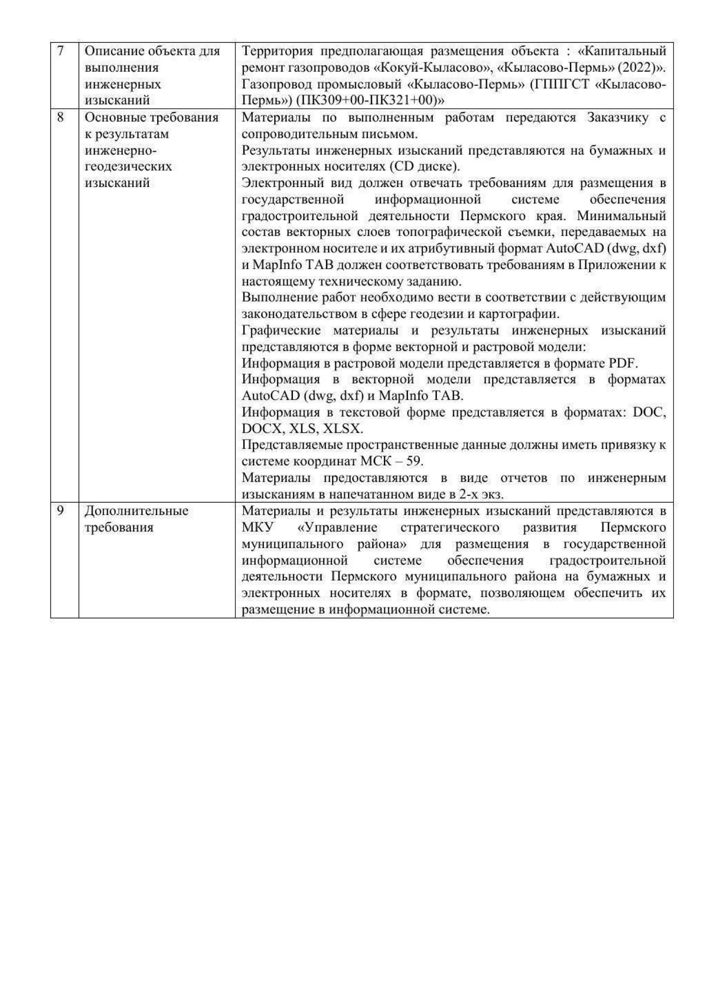 7
Описание объекта для
выполнения
инженерных
изысканий
Территория предполагающая размещения объекта : «Капитальный
ремонт газопроводов «Кокуй-Кыласово», «Кыласово-Пермь» (2022)».
Газопровод промысловый «Кыласово-Пермь» (ГППГСТ «Кыласово-
Пермь») (ПК309+00-ПК321+00)»
8
Основные требования
к результатам
инженерно-
геодезических
изысканий
Материалы по выполненным работам передаются Заказчику с
сопроводительным письмом.
Результаты инженерных изысканий представляются на бумажных и
электронных носителях (CD диске).
Электронный вид должен отвечать требованиям для размещения в
государственной информационной системе обеспечения
градостроительной деятельности Пермского края. Минимальный
состав векторных слоев топографической съемки, передаваемых на
электронном носителе и их атрибутивный формат AutoCAD (dwg, dxf)
и MapInfo TAB должен соответствовать требованиям в Приложении к
настоящему техническому заданию.
Выполнение работ необходимо вести в соответствии с действующим
законодательством в сфере геодезии и картографии.
Графические материалы и результаты инженерных изысканий
представляются в форме векторной и растровой модели:
Информация в растровой модели представляется в формате PDF.
Информация в векторной модели представляется в форматах
AutoCAD (dwg, dxf) и MapInfo TAB.
Информация в текстовой форме представляется в форматах: DOC,
DOCX, XLS, XLSX.
Представляемые пространственные данные должны иметь привязку к
системе координат МСК – 59.
Материалы предоставляются в виде отчетов по инженерным
изысканиям в напечатанном виде в 2-х экз.
9
Дополнительные
требования
Материалы и результаты инженерных изысканий представляются в
МКУ «Управление стратегического развития Пермского
муниципального района» для размещения в государственной
информационной системе обеспечения градостроительной
деятельности Пермского муниципального района на бумажных и
электронных носителях в формате, позволяющем обеспечить их
размещение в информационной системе.